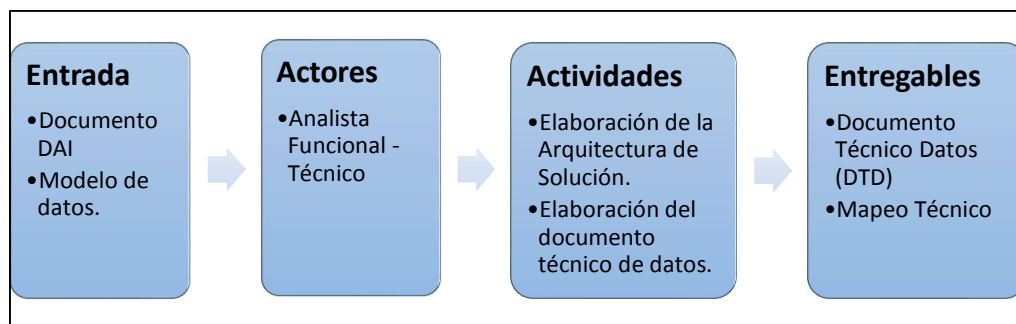 Entrada
•Documento
DAI
•Modelo de
datos.
Actores
•Analista
Funcional -
Técnico
Actividades
•Elaboración de la
Arquitectura de
Solución.
•Elaboración del
documento
técnico de datos.
Entregables
•Documento
Técnico Datos
(DTD)
•Mapeo Técnico